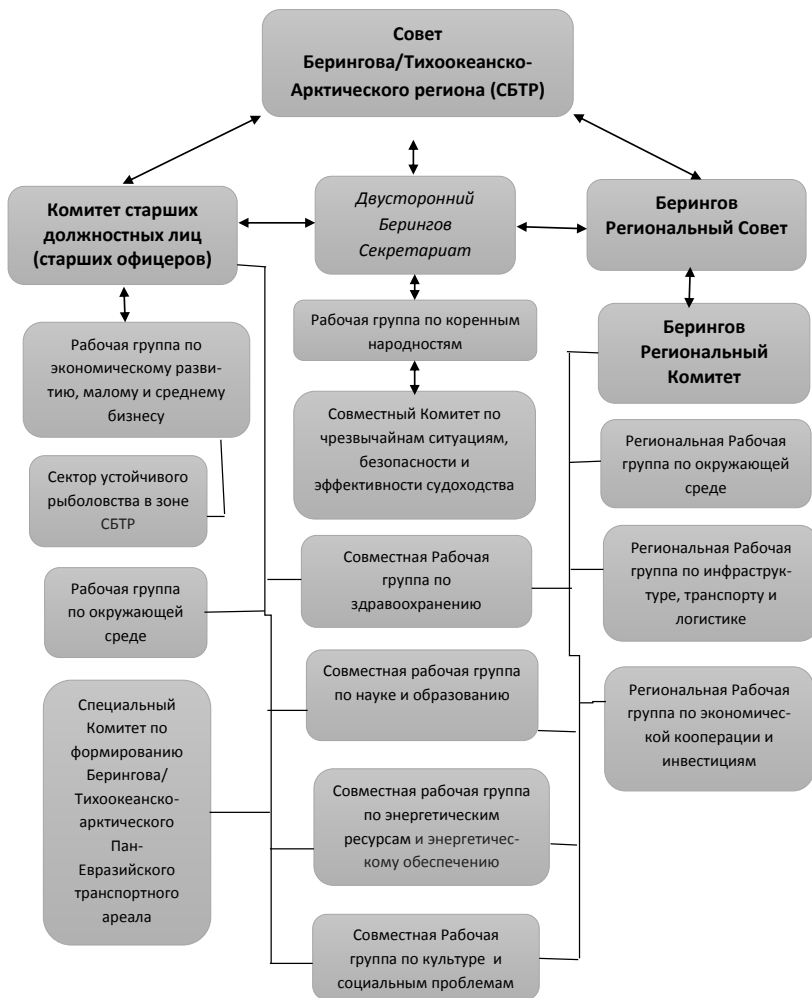 Совет
Берингова/Тихоокеанско-
Арктического региона (СБТР)
Комитет старших
должностных лиц
(старших офицеров)
Двусторонний
Берингов
Секретариат
Берингов
Региональный Совет
Рабочая группа по
экономическому разви-
тию, малому и среднему
бизнесу
Рабочая группа по коренным
народностям
Берингов
Региональный
Комитет
Сектор устойчивого
рыболовства в зоне
СБТР
Совместный Комитет по
чрезвычайнам ситуациям,
безопасности и
эффективности судоходства
Региональная Рабочая
группа по окружающей
среде
Рабочая группа
по окружающей
среде
Совместная Рабочая
группа по
здравоохранению
Региональная Рабочая
группа по инфраструк-
туре, транспорту и
логистике
Специальный
Комитет по
формированию
Берингова/
Тихоокеанско-
арктического
Пан-
Евразийского
транспортного
ареала
Совместная рабочая группа
по науке и образованию
Региональная Рабочая
группа по экономичес-
кой кооперации и
инвестициям
Совместная рабочая группа
по энергетическим
ресурсам и энергетичес-
кому обеспечению
Совместная Рабочая
группа по культуре и
социальным проблемам